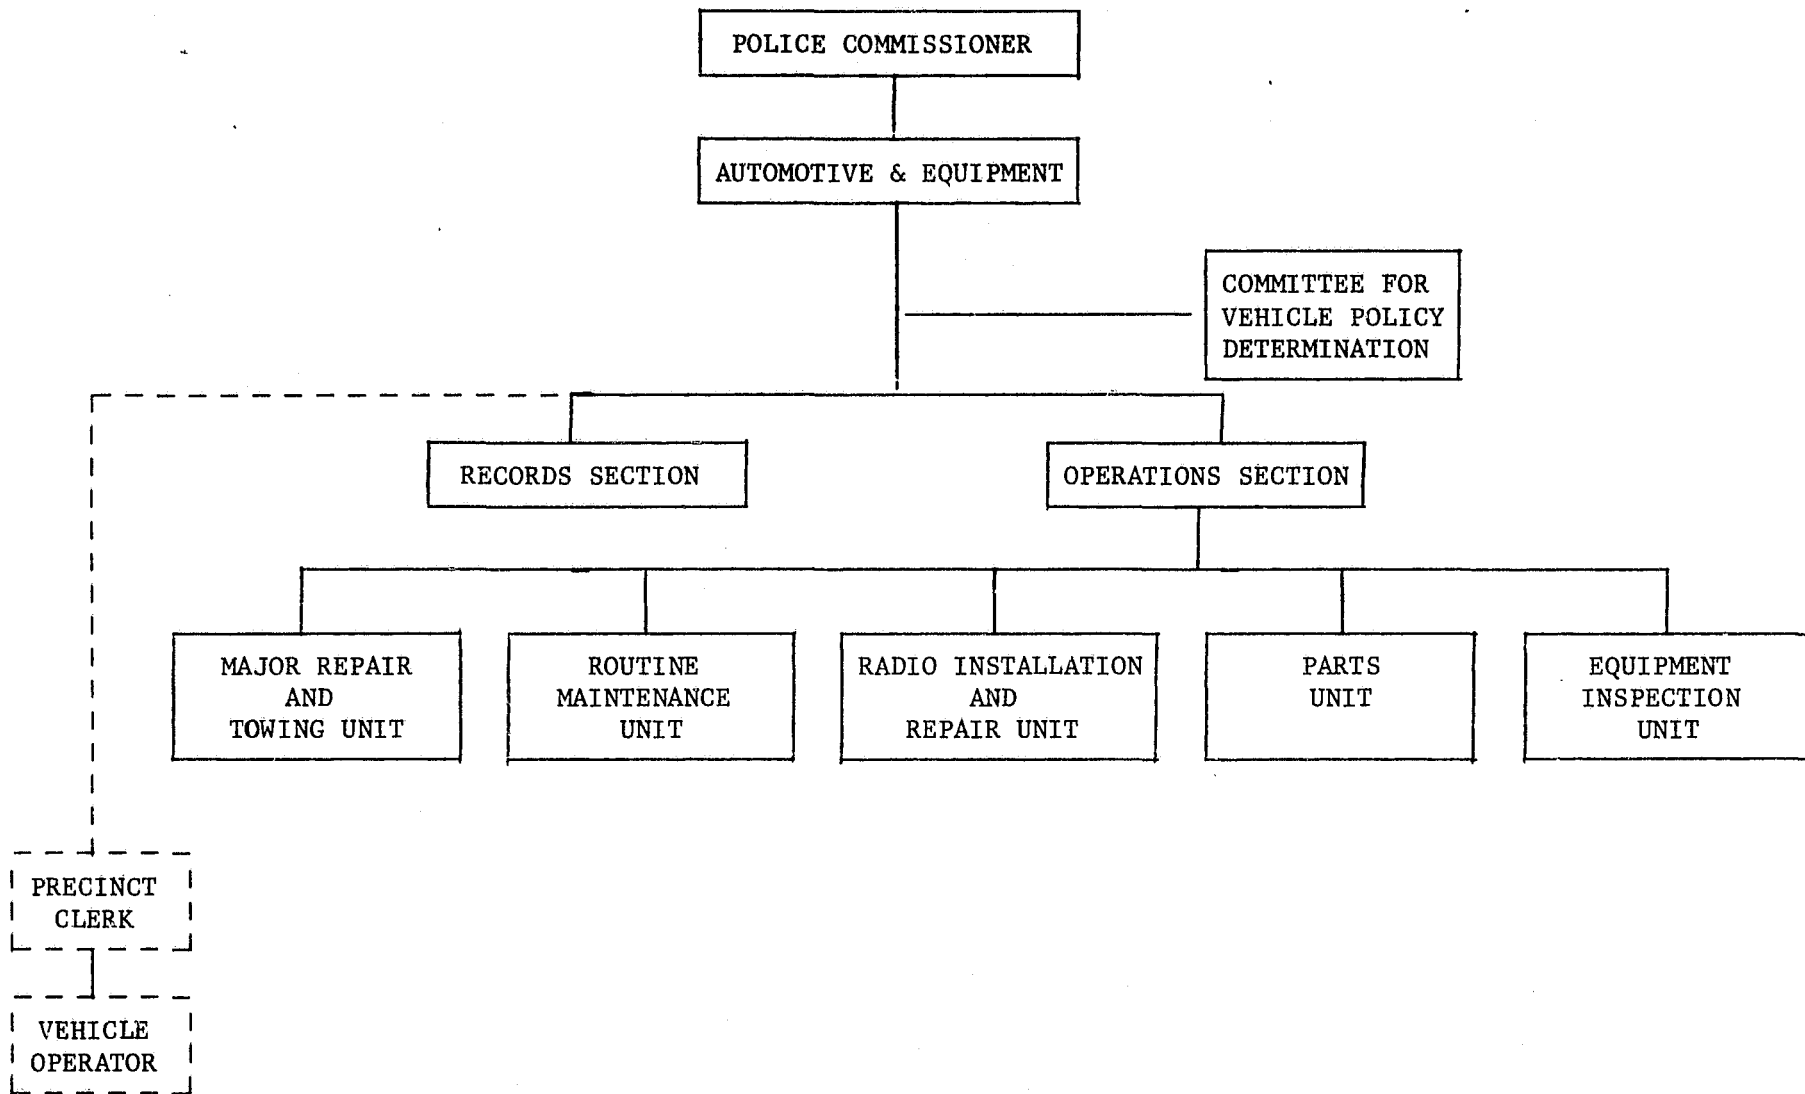 POLICE COMMISSIONER
AUTOMOTIVE & EQUIPMENT
COMMITTEE FOR
VEHICLE POLICY
DETERMINATION
RECORDS SECTION
OPERATIONS SECTION
MAJOR REPAIR
AND
TOWING UNIT
ROUTINE
MAINTENANCE
UNIT
RADIO INSTALLATION
AND
REPAIR UNIT
PARTS
UNIT
EQUIPMENT
INSPECTION
UNIT
PRECINCT
CLERK
VEHICLE
OPERATOR